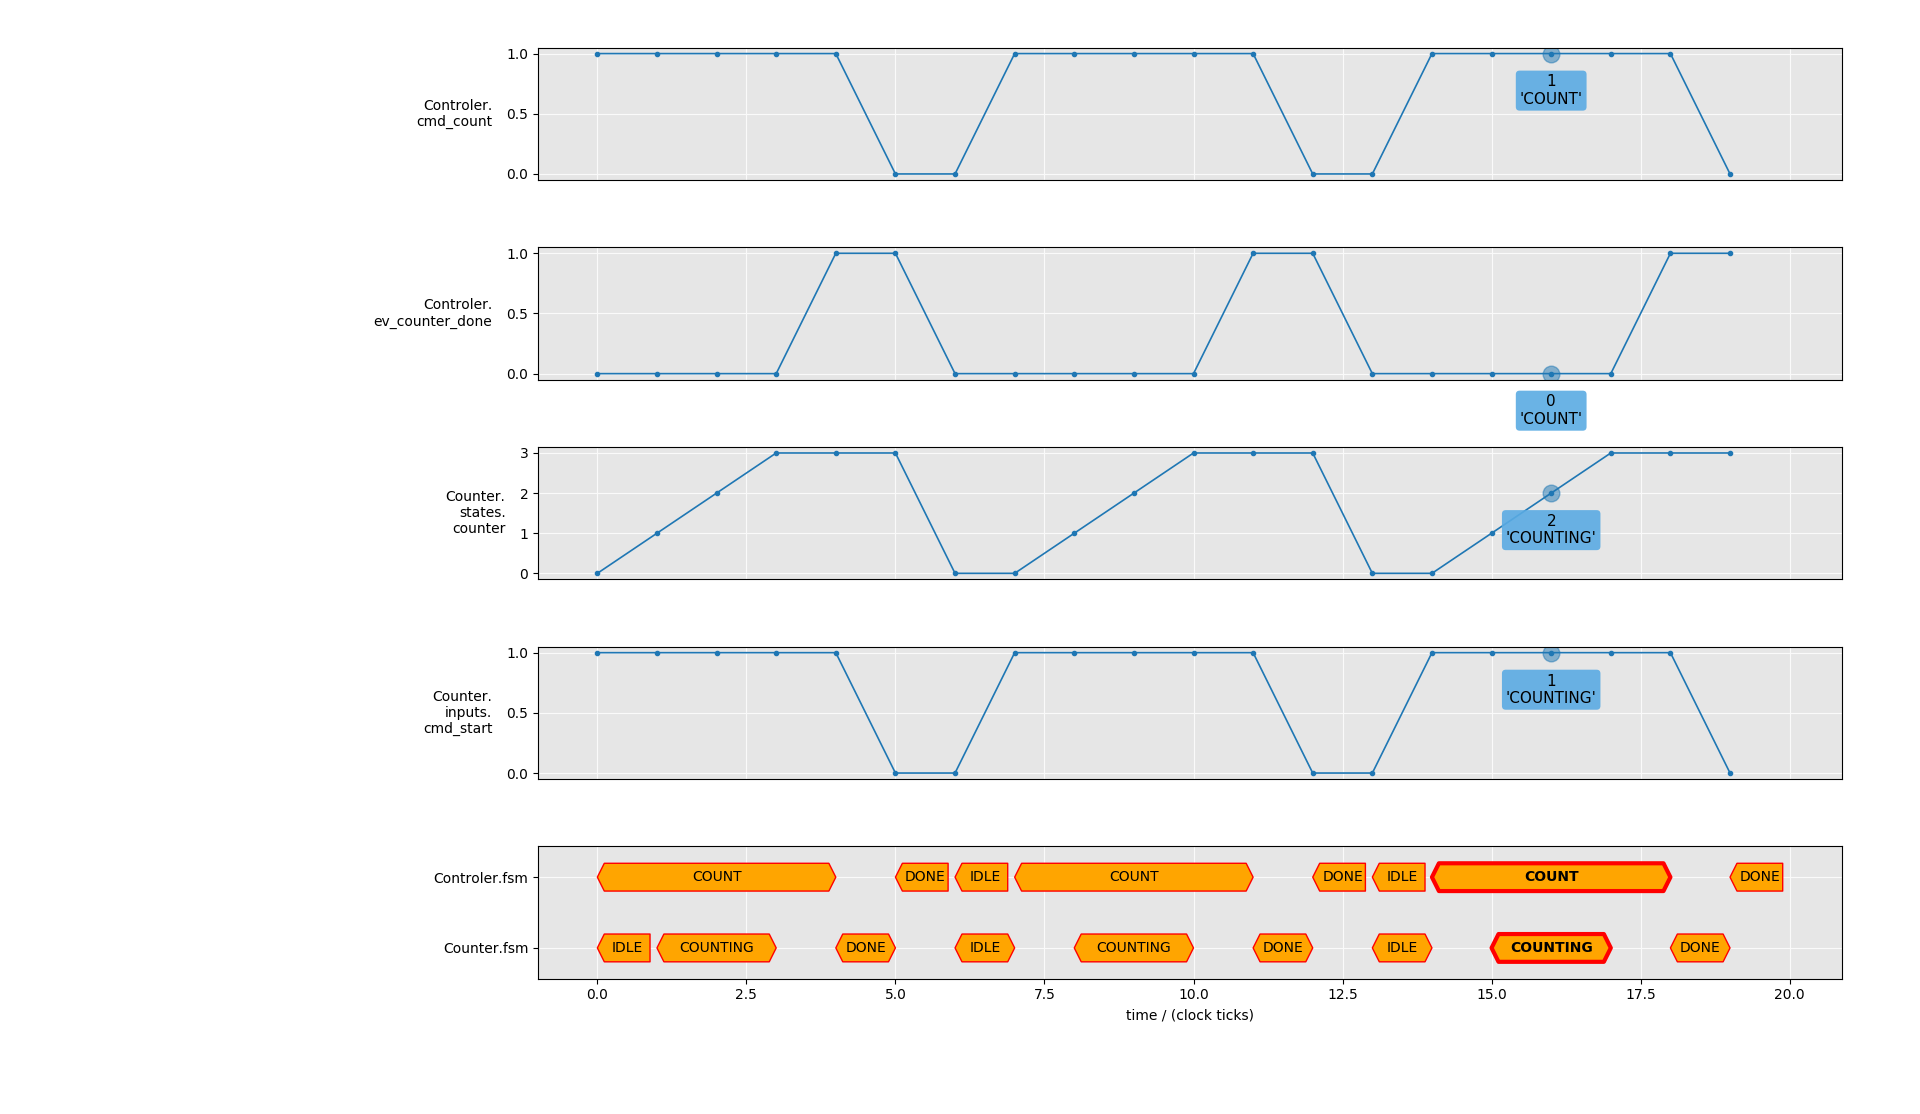 1.0
Controler.
cmd_count
0.5
0.0
1
'COUNT'
1.0
Controler.
ev_counter_done
0.5
0.0
0
'COUNT'
3
Counter.
states.
counter
2
1
0
2
'COUNTING'
1.0
Counter.
inputs.
cmd_start
0.5
0.0
1
'COUNTING'
Controler.fsm
COUNT DONE IDLE COUNT DONE IDLE COUNT DONE
Counter.fsm
IDLE COUNTING DONE IDLE COUNTING DONE IDLE COUNTING DONE
0.0 2.5 5.0 7.5 10.0 12.5 15.0 17.5 20.0
time / (clock ticks)